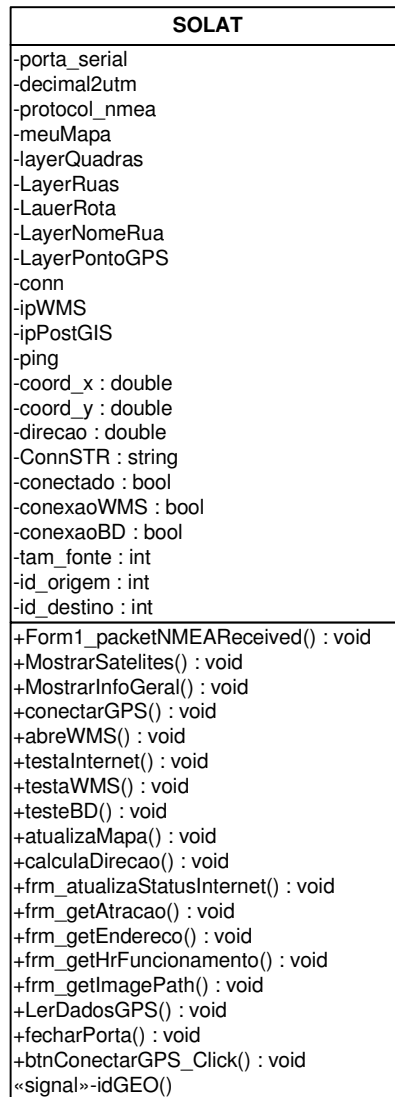 SOLAT
-porta_serial
-decimal2utm
-protocol_nmea
-meuMapa
-layerQuadras
-LayerRuas
-LauerRota
-LayerNomeRua
-LayerPontoGPS
-conn
-ipWMS
-ipPostGIS
-ping
-coord_x : double
-coord_y : double
-direcao : double
-ConnSTR : string
-conectado : bool
-conexaoWMS : bool
-conexaoBD : bool
-tam_fonte : int
-id_origem : int
-id_destino : int
+Form1_packetNMEAReceived() : void
+MostrarSatelites() : void
+MostrarInfoGeral() : void
+conectarGPS() : void
+abreWMS() : void
+testaInternet() : void
+testaWMS() : void
+testeBD() : void
+atualizaMapa() : void
+calculaDirecao() : void
+frm_atualizaStatusInternet() : void
+frm_getAtracao() : void
+frm_getEndereco() : void
+frm_getHrFuncionamento() : void
+frm_getImagePath() : void
+LerDadosGPS() : void
+fecharPorta() : void
+btnConectarGPS_Click() : void
«signal»-idGEO()